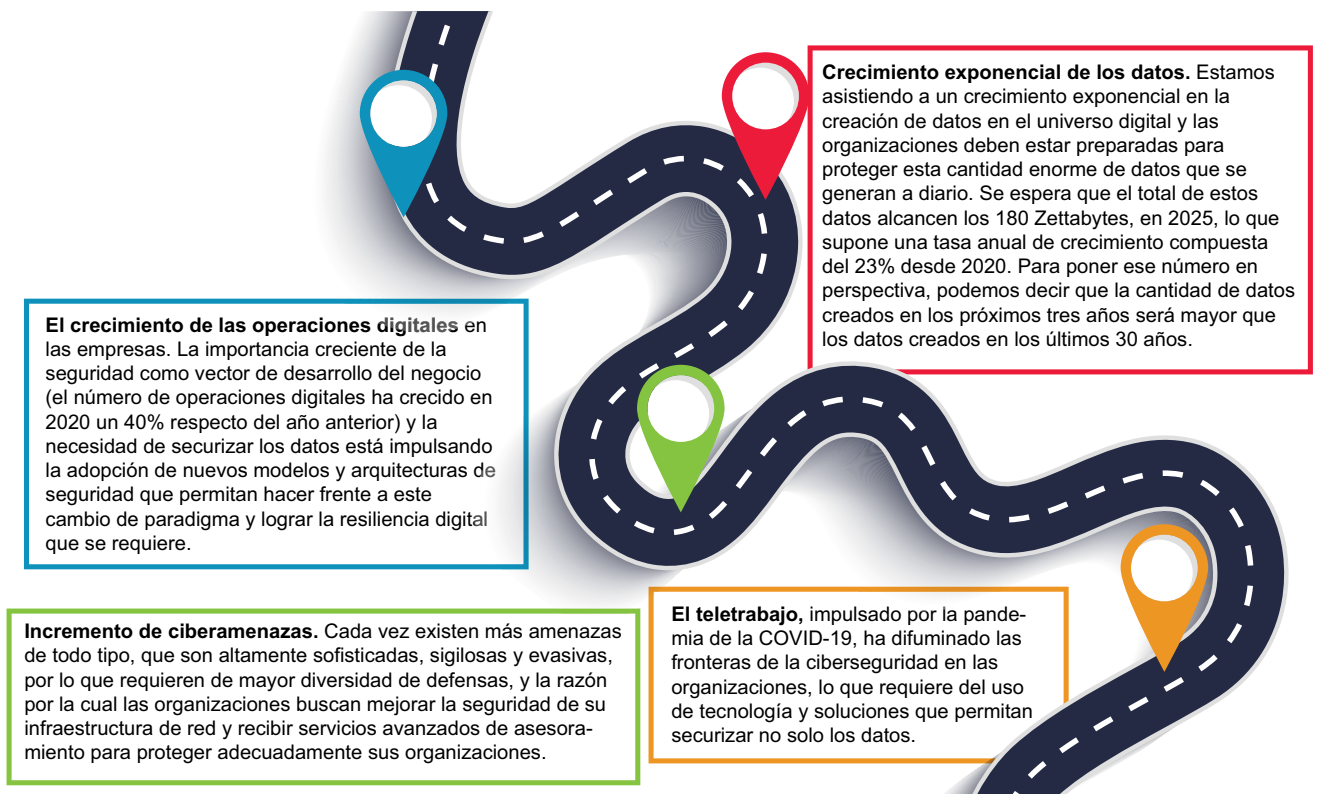 Crecimiento exponencial de los datos. Estamos
asistiendo a un crecimiento exponencial en la
creación de datos en el universo digital y las
organizaciones deben estar preparadas para
proteger esta cantidad enorme de datos que se
generan a diario. Se espera que el total de estos
datos alcancen los 180 Zettabytes, en 2025, lo que
supone una tasa anual de crecimiento compuesta
del 23% desde 2020. Para poner ese número en
perspectiva, podemos decir que la cantidad de datos
creados en los próximos tres años será mayor que
los datos creados en los últimos 30 años.
El crecimiento de las operaciones digitales en
las empresas. La importancia creciente de la
seguridad como vector de desarrollo del negocio
(el número de operaciones digitales ha crecido en
2020 un 40% respecto del año anterior) y la
necesidad de securizar los datos está impulsando
la adopción de nuevos modelos y arquitecturas de
seguridad que permitan hacer frente a este
cambio de paradigma y lograr la resiliencia digital
que se requiere.
Incremento de ciberamenazas. Cada vez existen más amenazas
de todo tipo, que son altamente sofisticadas, sigilosas y evasivas,
por lo que requieren de mayor diversidad de defensas, y la razón
por la cual las organizaciones buscan mejorar la seguridad de su
infraestructura de red y recibir servicios avanzados de asesora-
miento para proteger adecuadamente sus organizaciones.
El teletrabajo, impulsado por la pande-
mia de la COVID-19, ha difuminado las
fronteras de la ciberseguridad en las
organizaciones, lo que requiere del uso
de tecnología y soluciones que permitan
securizar no solo los datos.